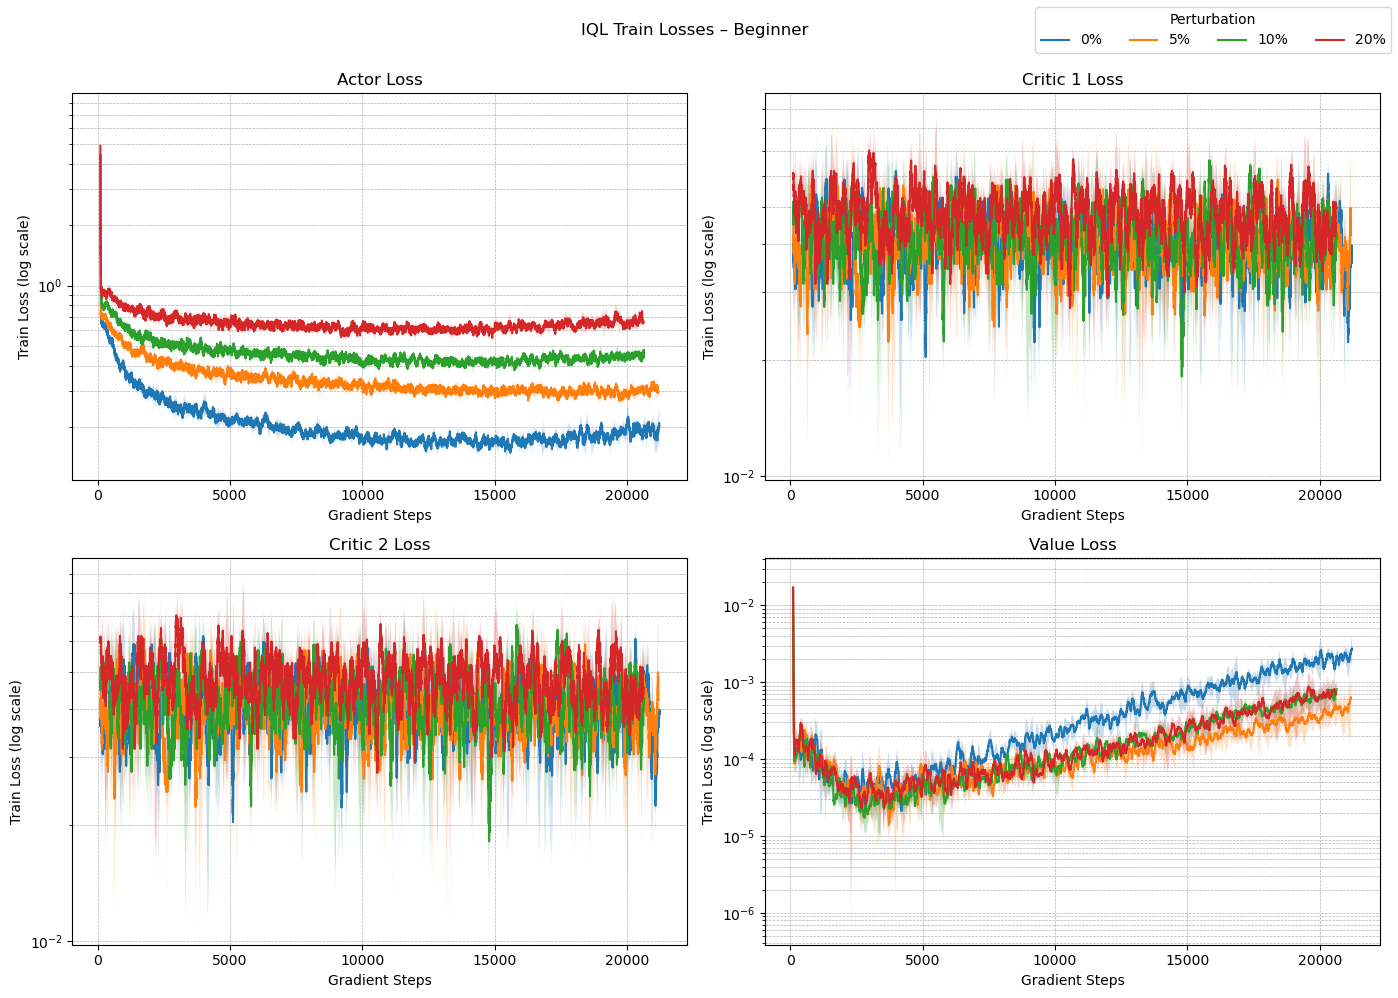 IQL Train Losses – Beginner
Perturbation
0% 5% 10% 20%
Actor Loss
Train Loss (log scale)
10^0
0 5000 10000 15000 20000
Gradient Steps
Critic 1 Loss
Train Loss (log scale)
10^-2
0 5000 10000 15000 20000
Gradient Steps
Critic 2 Loss
Train Loss (log scale)
10^-2
0 5000 10000 15000 20000
Gradient Steps
Value Loss
Train Loss (log scale)
10^-2
10^-3
10^-4
10^-5
10^-6
0 5000 10000 15000 20000
Gradient Steps